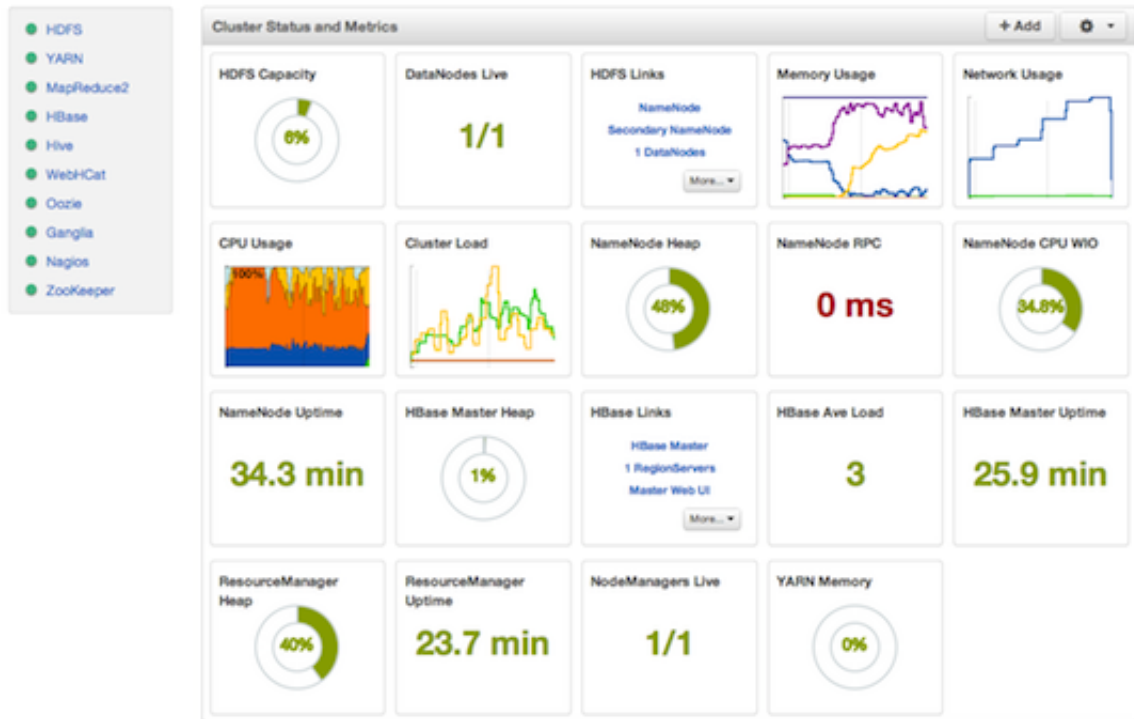 HDFS
YARN
MapReduce2
HBase
Hive
WebHCat
Oozie
Ganglia
Nagios
ZooKeeper
Cluster Status and Metrics
+ Add
HDFS Capacity
6%
DataNodes Live
1/1
HDFS Links
NameNode
Secondary NameNode
1 DataNodes
More...
Memory Usage
Network Usage
CPU Usage
100%
Cluster Load
NameNode Heap
48%
NameNode RPC
0 ms
NameNode CPU WIO
34.8%
NameNode Uptime
34.3 min
HBase Master Heap
1%
HBase Links
HBase Master
1 RegionServers
Master Web UI
More...
HBase Ave Load
3
HBase Master Uptime
25.9 min
ResourceManager
Heap
40%
ResourceManager
Uptime
23.7 min
NodeManagers Live
1/1
YARN Memory
0%